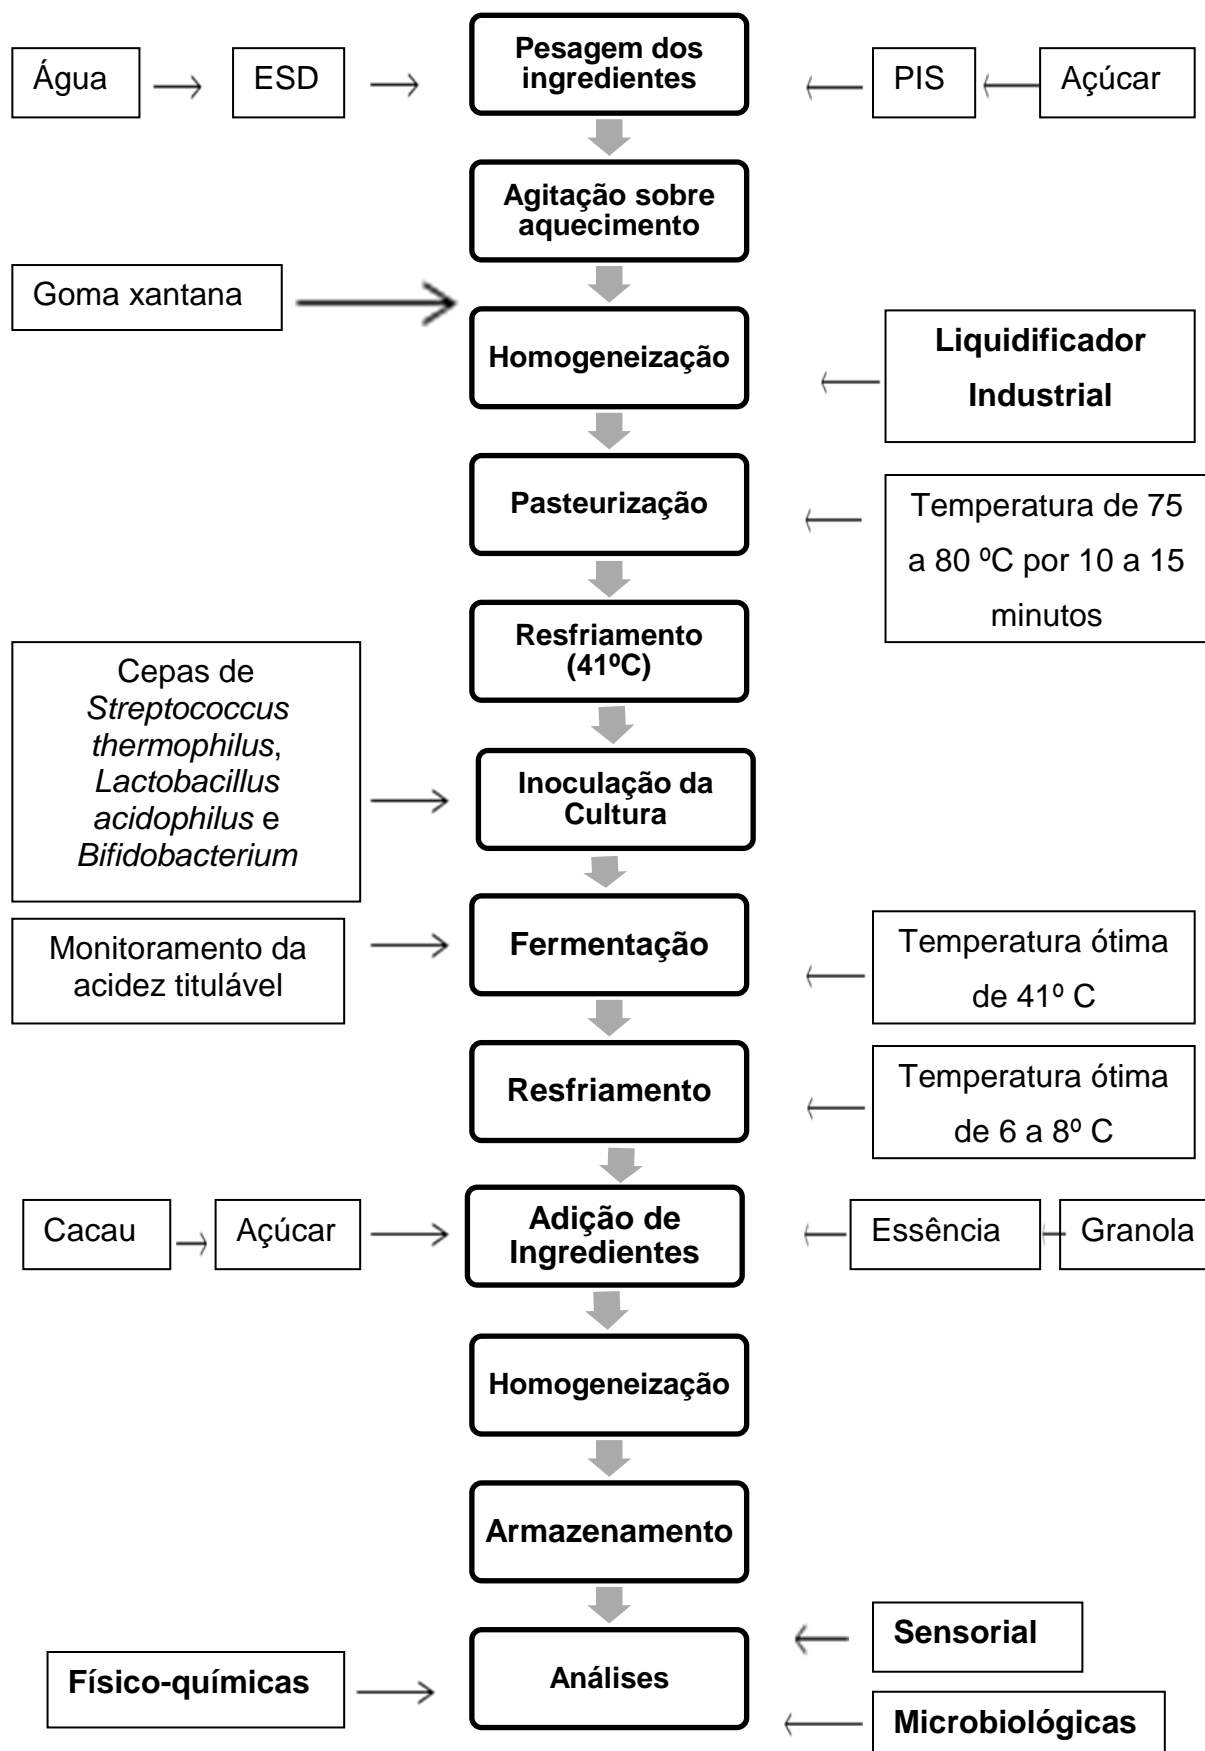 Pesagem dos
ingredientes
Água
ESD
PIS
Açúcar
Agitação sobre
aquecimento
Goma xantana
Homogeneização
Liquidificador
Industrial
Pasteurização
Temperatura de 75
a 80 ºC por 10 a 15
minutos
Resfriamento
(41ºC)
Cepas de
Streptococcus
thermophilus,
Lactobacillus
acidophilus e
Bifidobacterium
Inoculação da
Cultura
Monitoramento da
acidez titulável
Fermentação
Temperatura ótima
de 41º C
Resfriamento
Temperatura ótima
de 6 a 8º C
Cacau
Açúcar
Adição de
Ingredientes
Essência
Granola
Homogeneização
Armazenamento
Físico-químicas
Análises
Sensorial
Microbiológicas